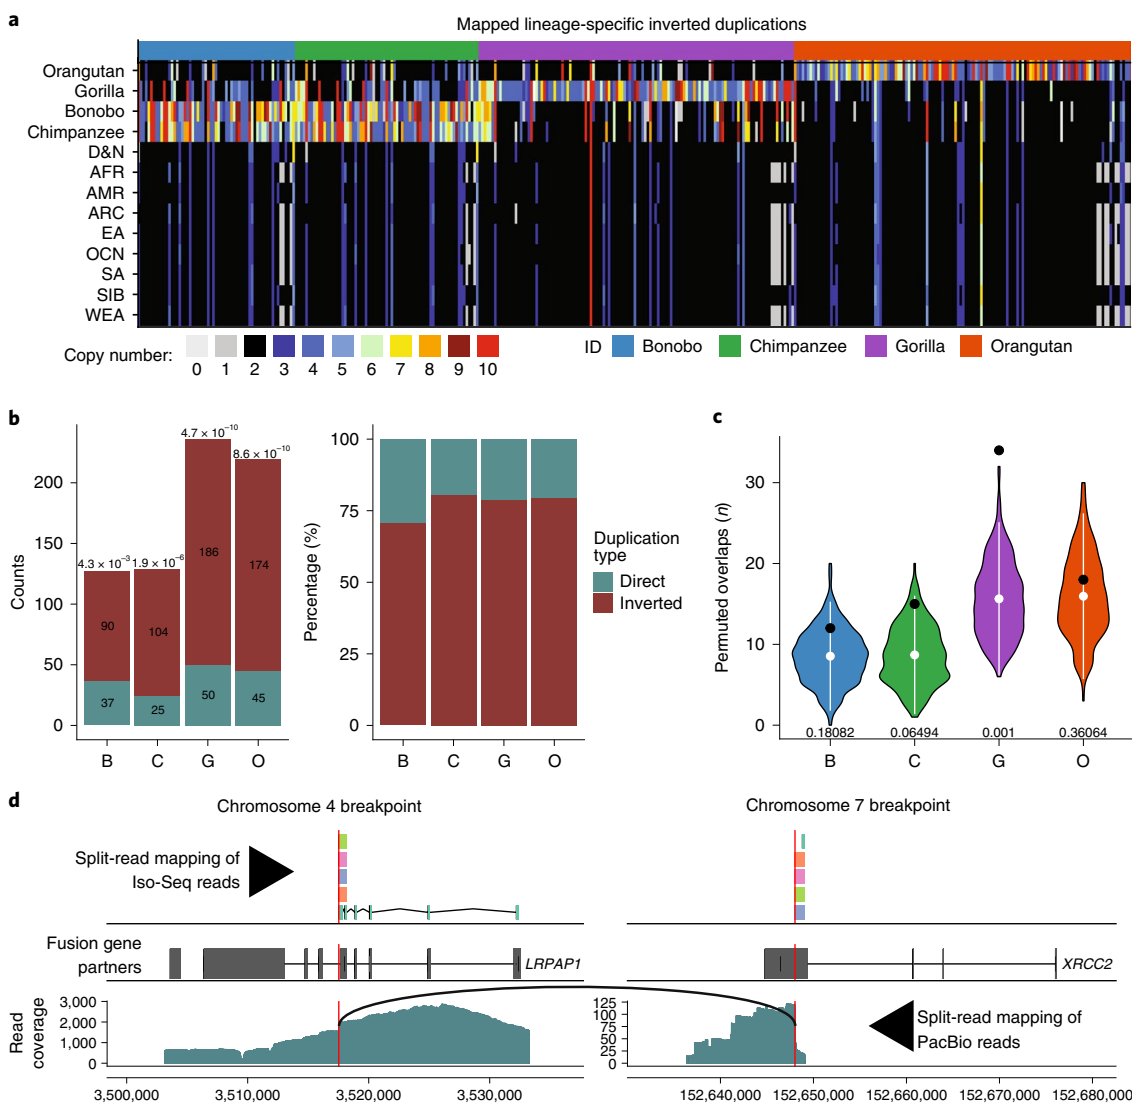 a
Mapped lineage-specific inverted duplications
Orangutan
Gorilla
Bonobo
Chimpanzee
D&N
AFR
AMR
ARC
EA
OCN
SA
SIB
WEA
Copy number:
0 1 2 3 4 5 6 7 8 9 10
ID Bonobo Chimpanzee Gorilla Orangutan
b
Counts
200
150
100
50
0
4.3 × 10⁻³
1.9 × 10⁻⁶
4.7 × 10⁻¹⁰
8.6 × 10⁻¹⁰
90 104 186 174
37 25 50 45
B C G O
Percentage (%)
100
75
50
25
0
B C G O
Duplication
type
Direct
Inverted
c
Permuted overlaps (n)
30
20
10
0
0.18082 0.06494 0.001 0.36064
B C G O
d
Chromosome 4 breakpoint
Chromosome 7 breakpoint
Split-read mapping of
Iso-Seq reads
Fusion gene
partners
LRPAP1
XRCC2
Read
coverage
3,000
2,000
1,000
0
125
100
75
50
25
0
Split-read mapping of
PacBio reads
3,500,000 3,510,000 3,520,000 3,530,000
152,640,000 152,650,000 152,660,000 152,670,000 152,680,000